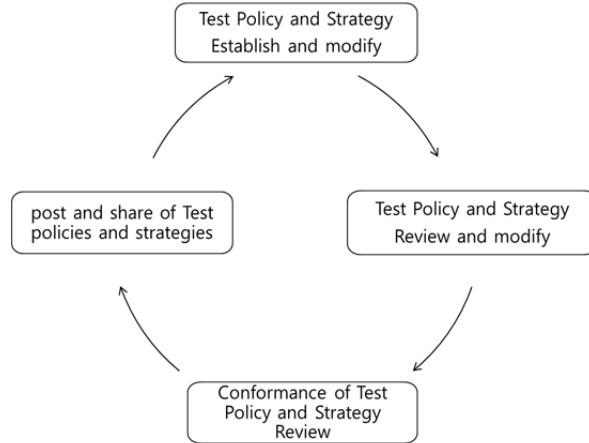 Test Policy and Strategy
Establish and modify
Test Policy and Strategy
Review and modify
Conformance of Test
Policy and Strategy
Review
post and share of Test
policies and strategies